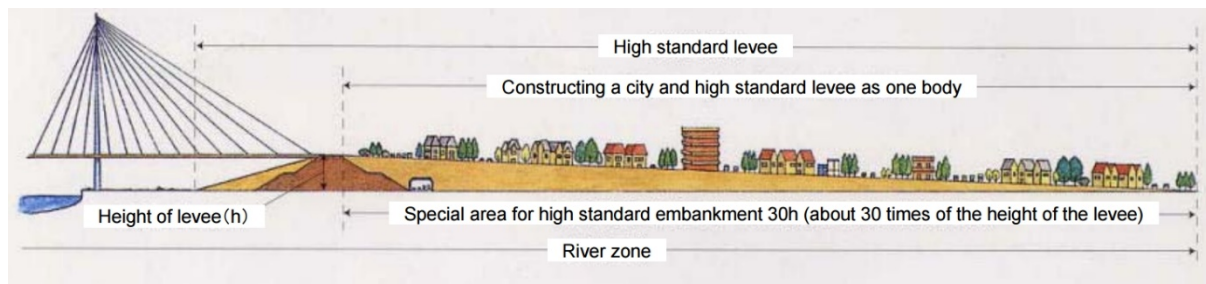 High standard levee
Constructing a city and high standard levee as one body
Height of levee(h)
Special area for high standard embankment 30h (about 30 times of the height of the levee)
River zone